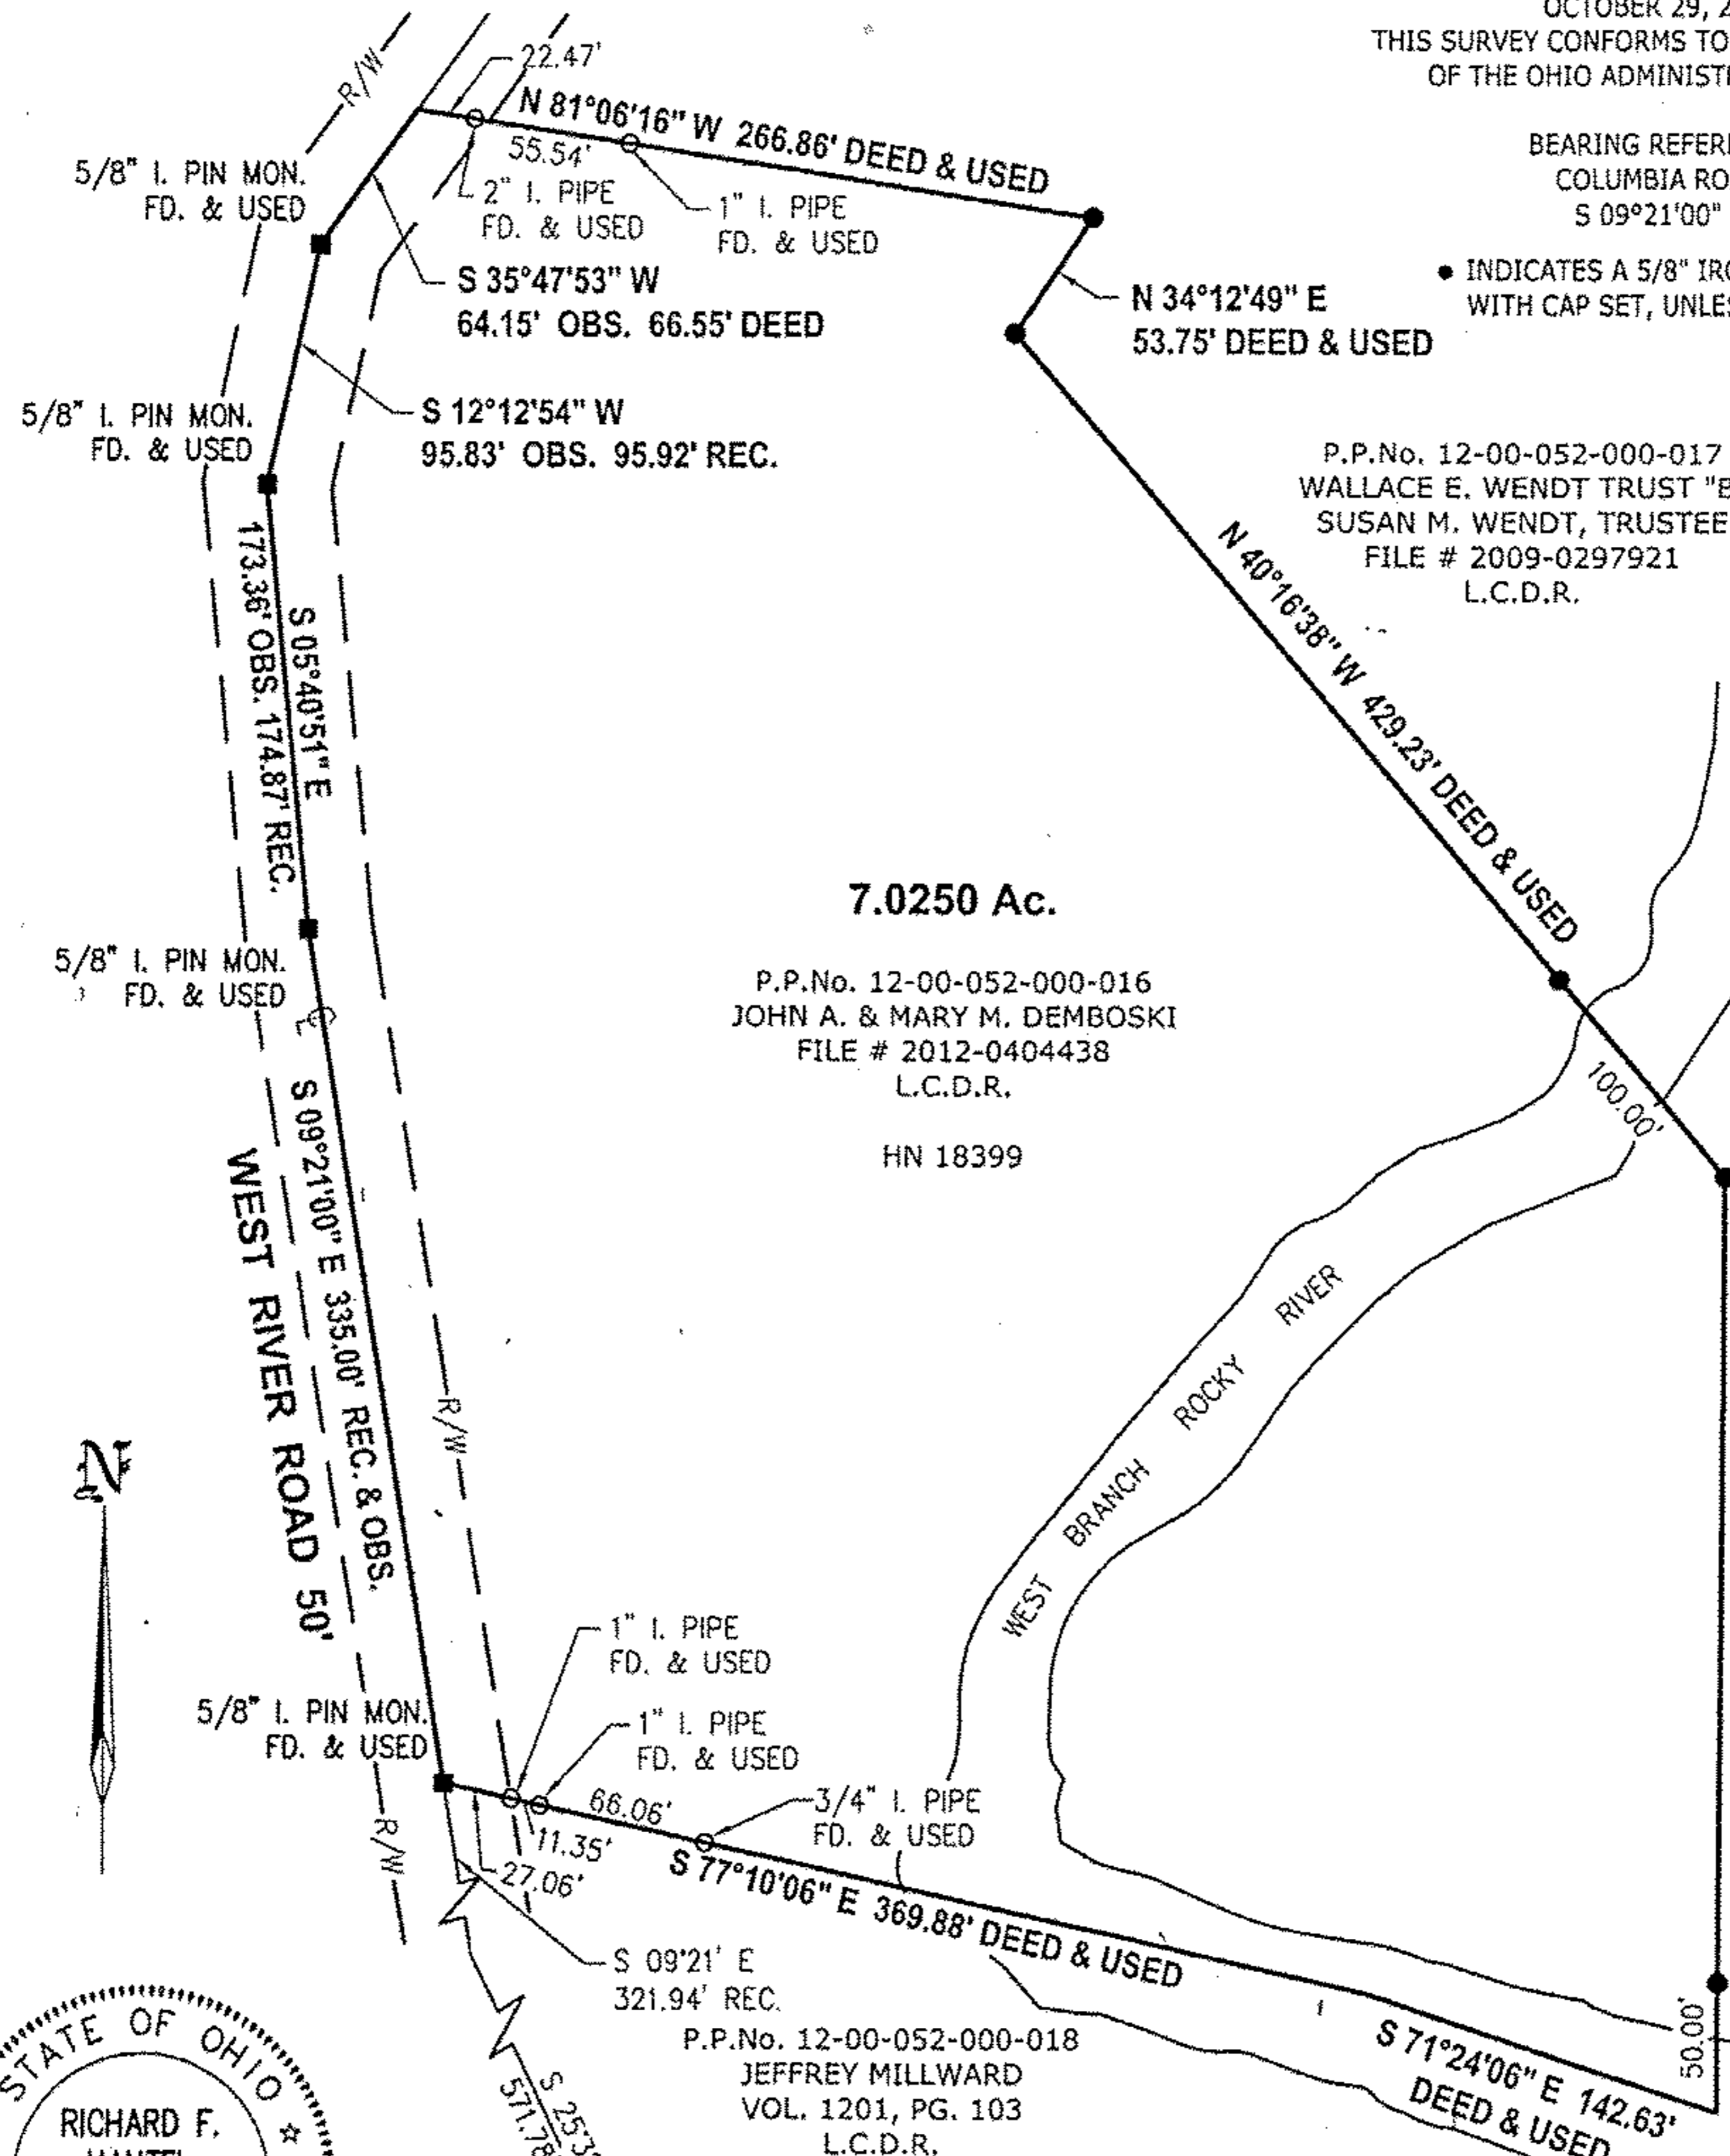 OCTOBER 29, 2
THIS SURVEY CONFORMS TO
OF THE OHIO ADMINIST
BEARING REFER
COLUMBIA RO
S 09°21'00"
● INDICATES A 5/8" IR
WITH CAP SET, UNLES
R/W
22.47'
N 81°06'16" W 266.86' DEED & USED
55.54'
5/8" I. PIN MON.
FD. & USED
2" I. PIPE
FD. & USED
1" I. PIPE
FD. & USED
S 35°47'53" W
64.15' OBS. 66.55' DEED
N 34°12'49" E
53.75' DEED & USED
5/8" I. PIN MON.
FD. & USED
S 12°12'54" W
95.83' OBS. 95.92' REC.
P.P.No. 12-00-052-000-017
WALLACE E. WENDT TRUST "B
SUSAN M. WENDT, TRUSTEE
FILE # 2009-0297921
L.C.D.R.
N 40°16'38" W 429.23' DEED & USED
S 05°40'51" E
173.36' OBS. 174.87' REC.
7.0250 Ac.
P.P.No. 12-00-052-000-016
JOHN A. & MARY M. DEMBOSKI
FILE # 2012-0404438
L.C.D.R.
HN 18399
5/8" I. PIN MON.
FD. & USED
CL
100.00'
S 09°21'00" E 335.00' REC. & OBS.
WEST RIVER ROAD 50'
R/W
N
WEST BRANCH ROCKY RIVER
1" I. PIPE
FD. & USED
5/8" I. PIN MON.
FD. & USED
1" I. PIPE
FD. & USED
3/4" I. PIPE
FD. & USED
66.06'
11.35'
27.06'
R/W
S 77°10'06" E 369.88' DEED & USED
S 09°21' E
321.94' REC.
P.P.No. 12-00-052-000-018
JEFFREY MILLWARD
VOL. 1201, PG. 103
L.C.D.R.
50.00'
S 71°24'06" E 142.63'
DEED & USED
S 25°3
571.78
STATE OF OHIO
RICHARD F.